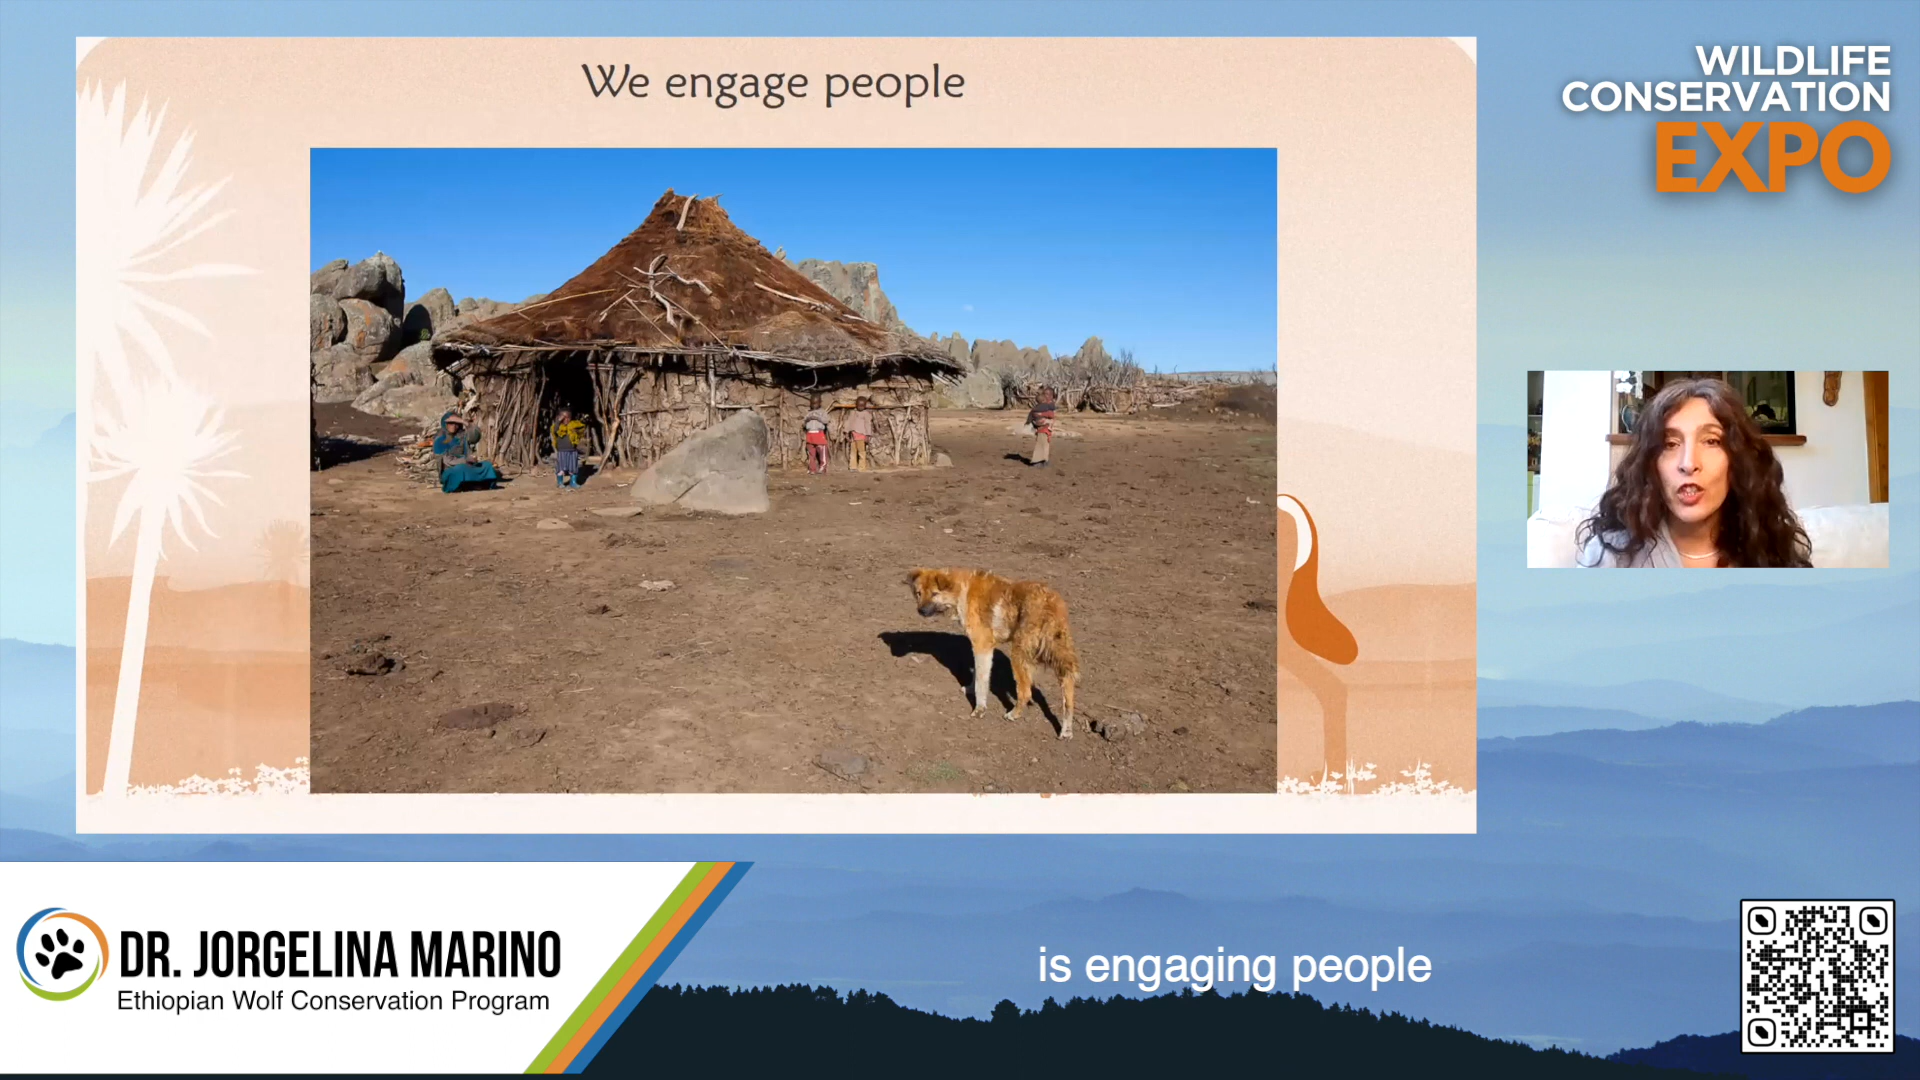 We engage people
WILDLIFE
CONSERVATION
EXPO
DR. JORGELINA MARINO
Ethiopian Wolf Conservation Program
is engaging people